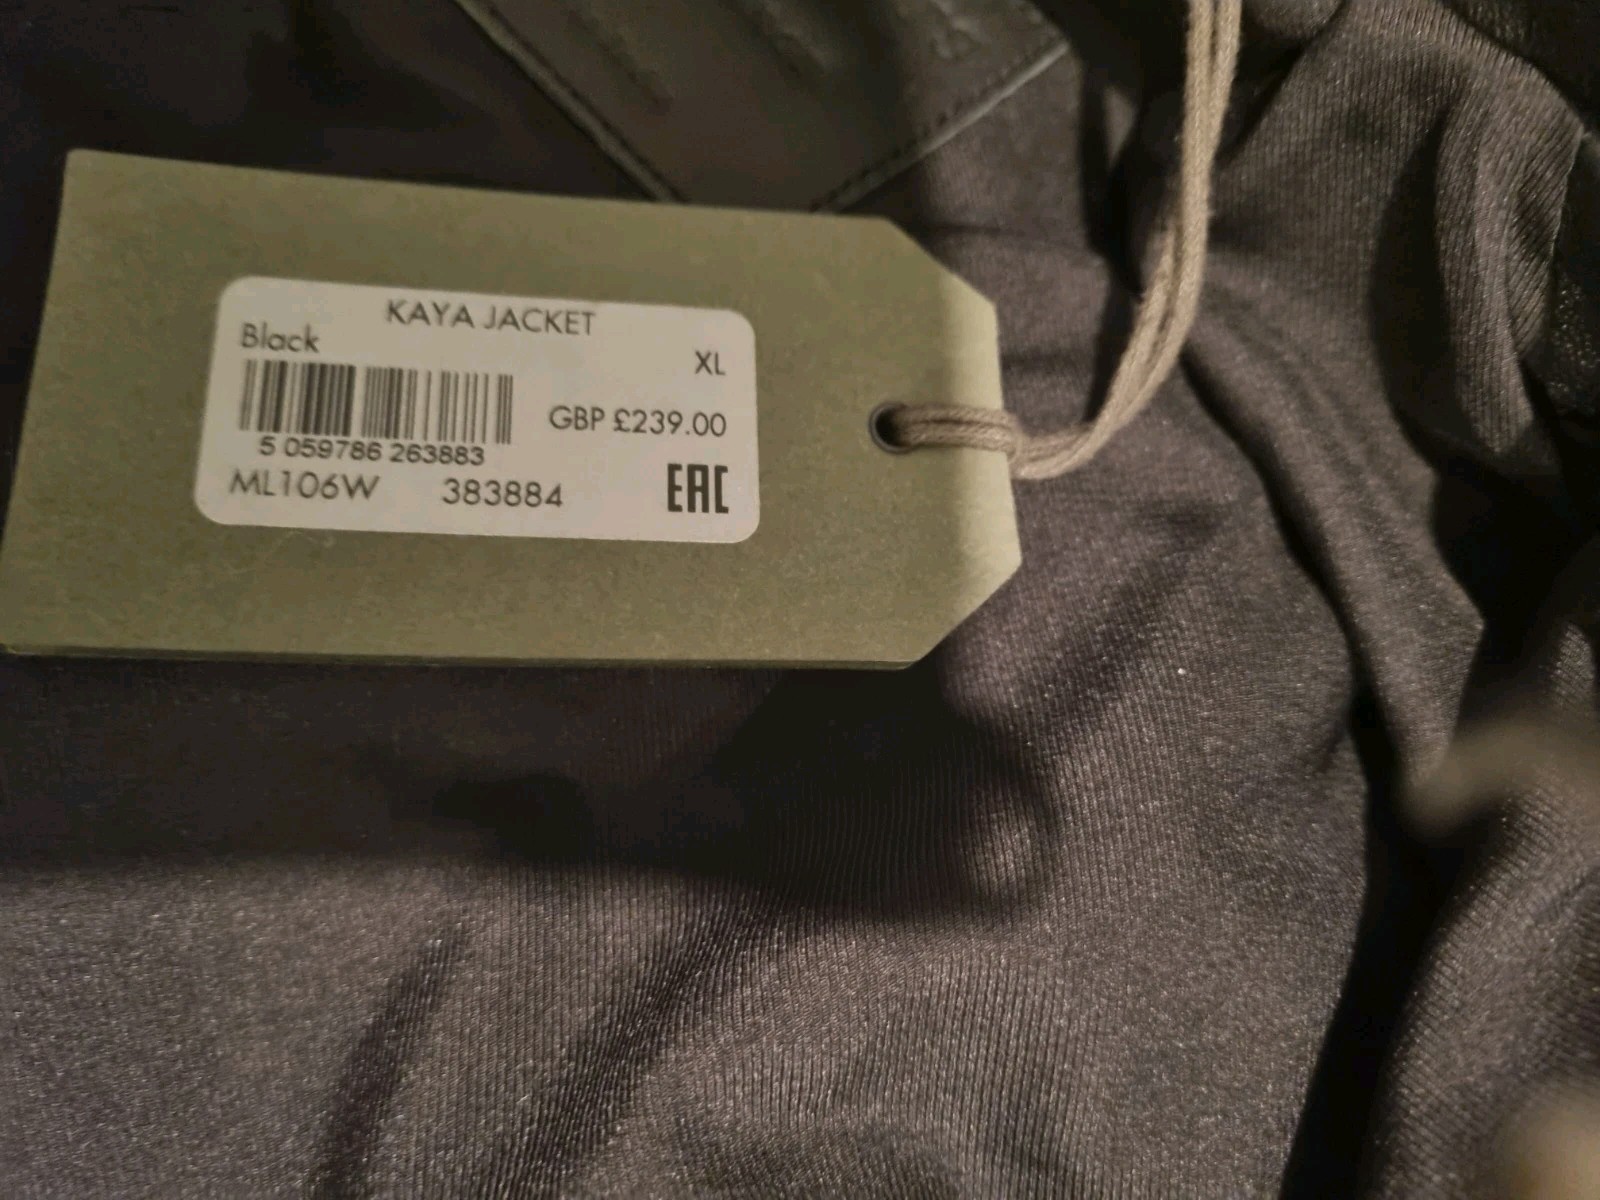 KAYA JACKET
Black
XL
GBP £239.00
5 059786 263883
ML106W 383884
EAC